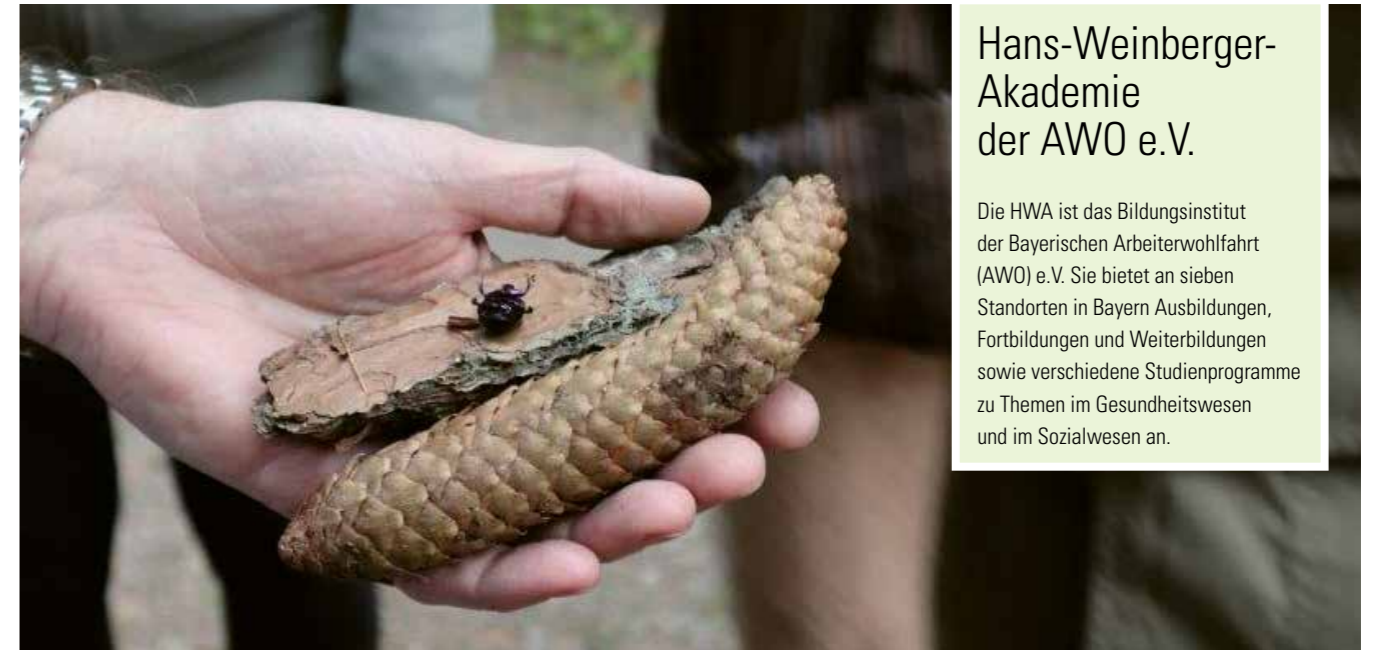 Hans-Weinberger-
Akademie
der AWO e.V.
Die HWA ist das Bildungsinstitut
der Bayerischen Arbeiterwohlfahrt
(AWO) e.V. Sie bietet an sieben
Standorten in Bayern Ausbildungen,
Fortbildungen und Weiterbildungen
sowie verschiedene Studienprogramme
zu Themen im Gesundheitswesen
und im Sozialwesen an.